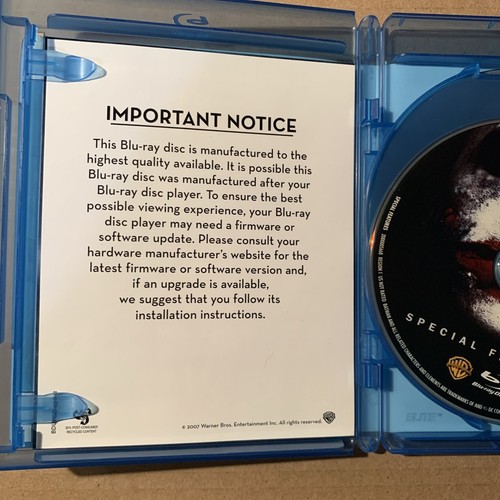 IMPORTANT NOTICE
This Blu-ray disc is manufactured to the
highest quality available. It is possible this
Blu-ray disc was manufactured after your
Blu-ray disc player. To ensure the best
possible viewing experience, your Blu-ray
disc player may need a firmware or
software update. Please consult your
hardware manufacturer's website for the
latest firmware or software version and,
if an upgrade is available,
we suggest that you follow its
installation instructions.
© 2007 Warner Bros. Entertainment Inc. All rights reserved.
SPECIAL F
SPECIAL FEATURES
ELITE